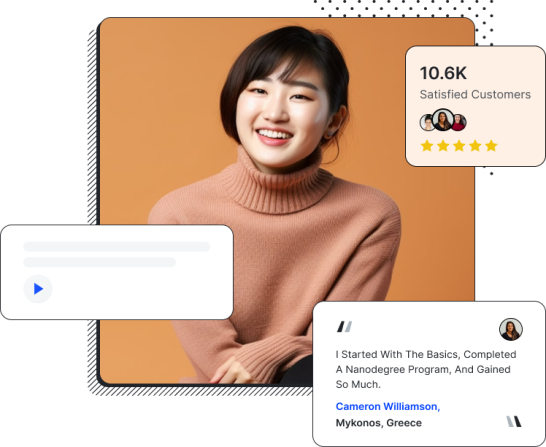 10.6K
Satisfied Customers
I Started With The Basics, Completed
A Nanodegree Program, And Gained
So Much.
Cameron Williamson,
Mykonos, Greece